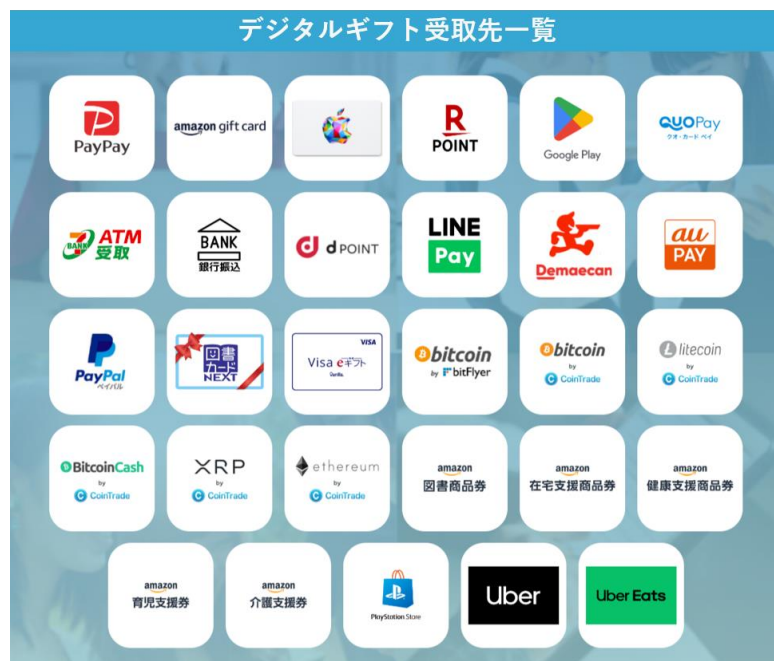 デジタルギフト受取先一覧
PayPay
amazon gift card
R
POINT
Google Play
QUO Pay
クオ・カード ペイ
7
BANK
ATM
受取
BANK
銀行振込
d POINT
LINE
Pay
Demaecan
au
PAY
PayPal
ペイパル
図書
カード
NEXT
VISA
Visa eギフト
bitcoin
by bitFlyer
bitcoin
by
CoinTrade
litecoin
by
CoinTrade
BitcoinCash
by
CoinTrade
XRP
by
CoinTrade
ethereum
by
CoinTrade
amazon
図書商品券
amazon
在宅支援商品券
amazon
健康支援商品券
amazon
育児支援券
amazon
介護支援券
PlayStation Store
Uber
Uber Eats